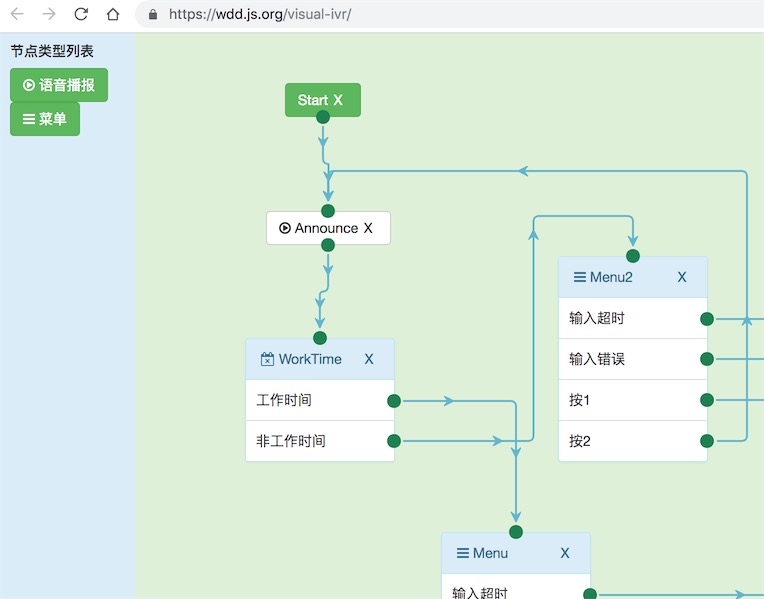 https://wdd.js.org/visual-ivr/
节点类型列表
语音播报
菜单
Start X
Announce X
WorkTime X
工作时间
非工作时间
Menu2 X
输入超时
输入错误
按1
按2
Menu X
输入超时